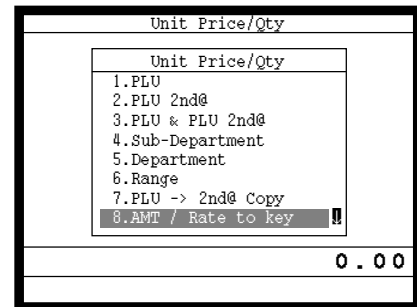 Unit Price/Qty
Unit Price/Qty
1.PLU
2.PLU 2nd@
3.PLU & PLU 2nd@
4.Sub-Department
5.Department
6.Range
7.PLU -> 2nd@ Copy
8.AMT / Rate to key
0.00